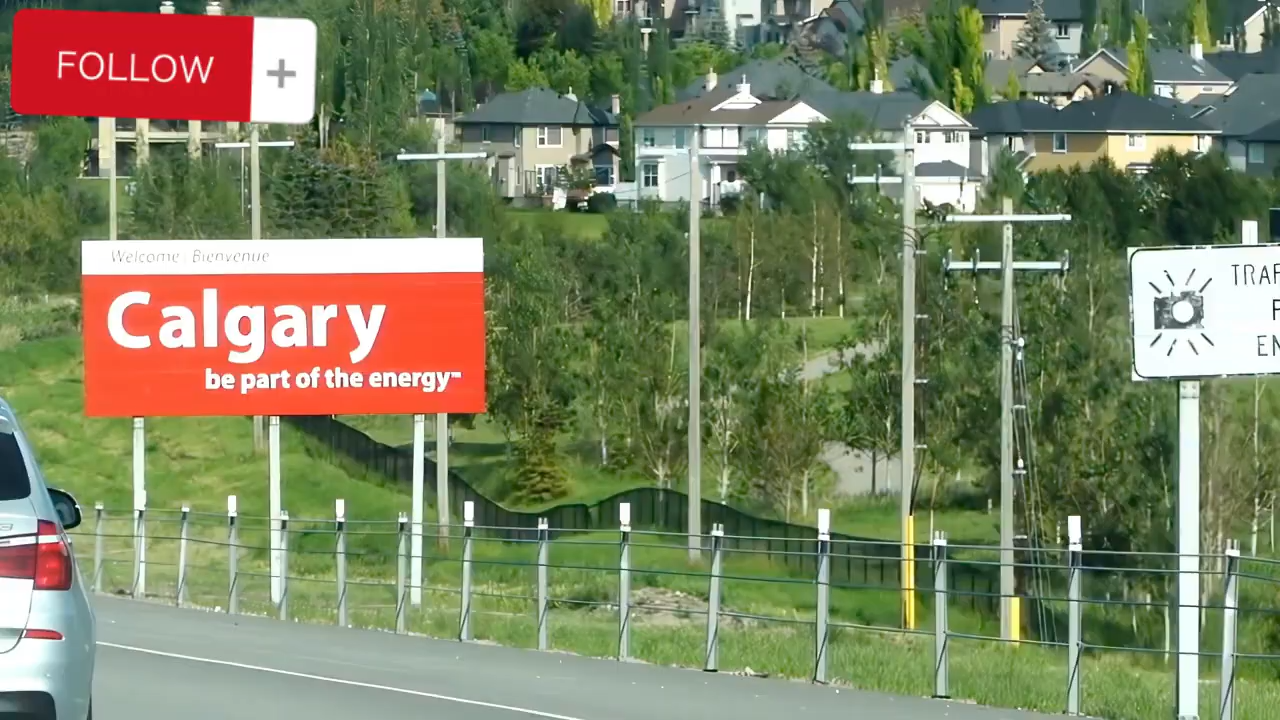 FOLLOW +
Welcome | Bienvenue
Calgary
be part of the energy™
TRAF
EN